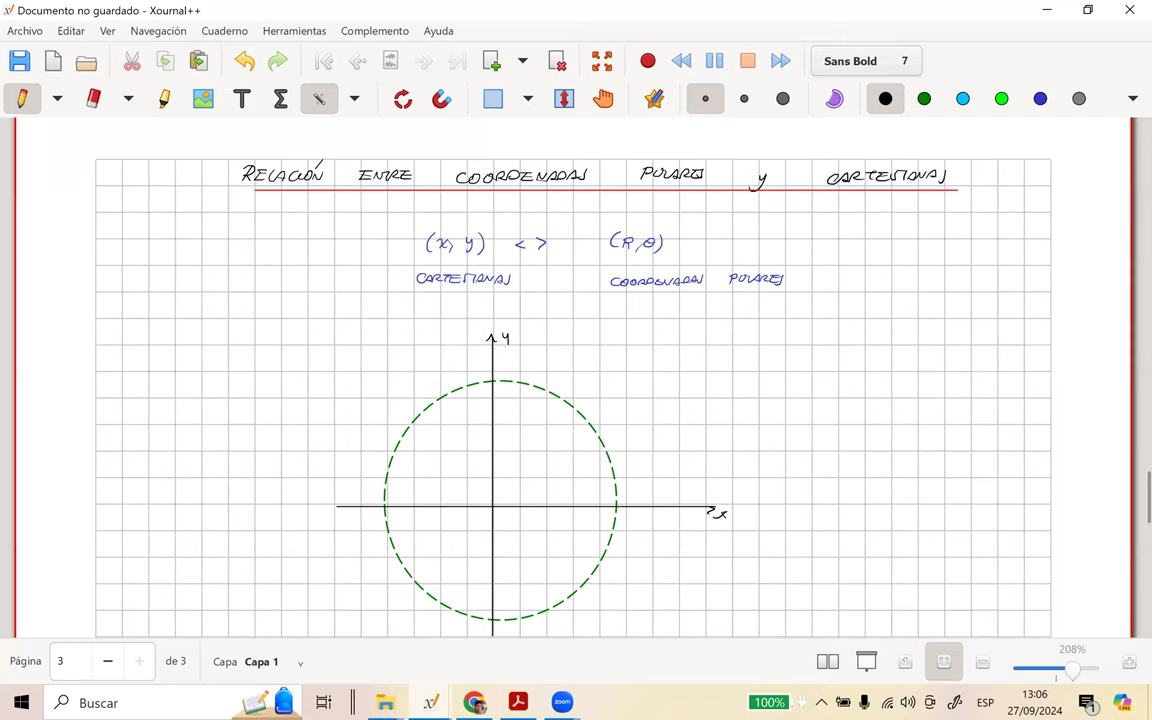 Documento no guardado - Xournal++
Archivo Editar Ver Navegación Cuaderno Herramientas Complemento Ayuda
Sans Bold 7
RELACIÓN ENTRE COORDENADAS POLARES y CARTESIANAS
(x, y) < > (R, θ)
CARTESIANAS COORDENADAS POLARES
y
x
Página 3 de 3 Capa Capa 1 208%
Buscar
zoom
100% ESP 13:06
27/09/2024
1